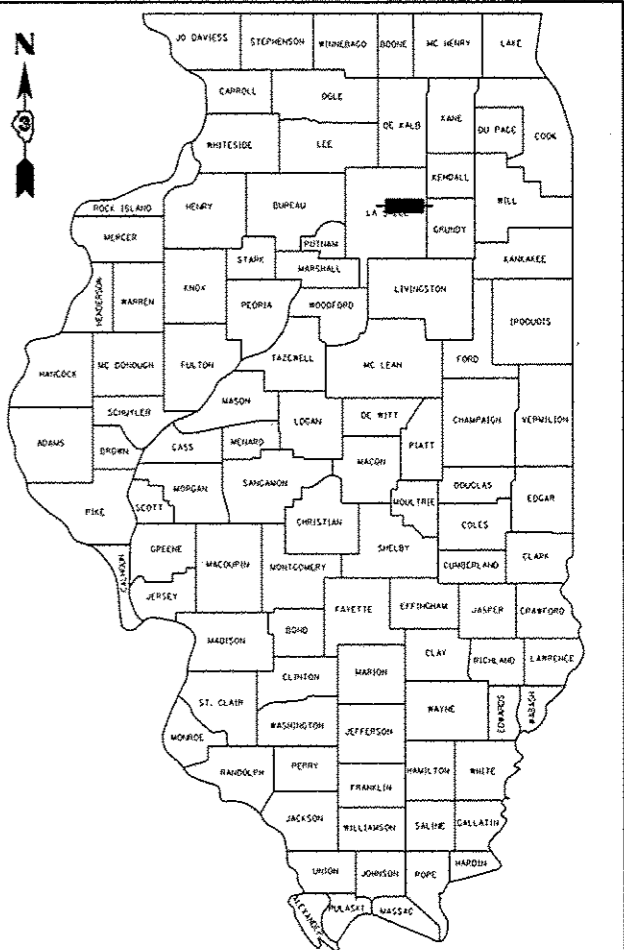 N
3
JO DAVIESS STEPHENSON WINNEBAGO BOONE MC HENRY LAKE
CARROLL OGLE DE KALB KANE DU PAGE COOK
WHITESIDE LEE KENDALL WILL
ROCK ISLAND HENRY BUREAU LA GRUNDY
MERCER PUTNAM KANKAKEE
HENDERSON WARREN KNOX STARK MARSHALL LIVINGSTON
PEORIA WOODFORD IROQUOIS
HANCOCK MC DONOUGH FULTON TAZEWELL MC LEAN FORD
SCHUYLER MASON LOGAN DE WITT CHAMPAIGN VERMILION
ADAMS BROWN CASS MENARD PIATT
MACON
PIKE SCOTT MORGAN SANGAMON MOULTRIE DOUGLAS EDGAR
CHRISTIAN COLES
CALHOUN GREENE MACOUPIN MONTGOMERY SHELBY CUMBERLAND CLARK
JERSEY FAYETTE EFFINGHAM JASPER CRAWFORD
MADISON BOND CLAY RICHLAND LAWRENCE
CLINTON MARION
ST. CLAIR WAYNE EDWARDS WABASH
WASHINGTON JEFFERSON
MONROE
RANDOLPH PERRY HAMILTON WHITE
FRANKLIN
JACKSON WILLIAMSON SALINE GALLATIN
UNION JOHNSON POPE HARDIN
ALEXANDER PULASKI MASSAC